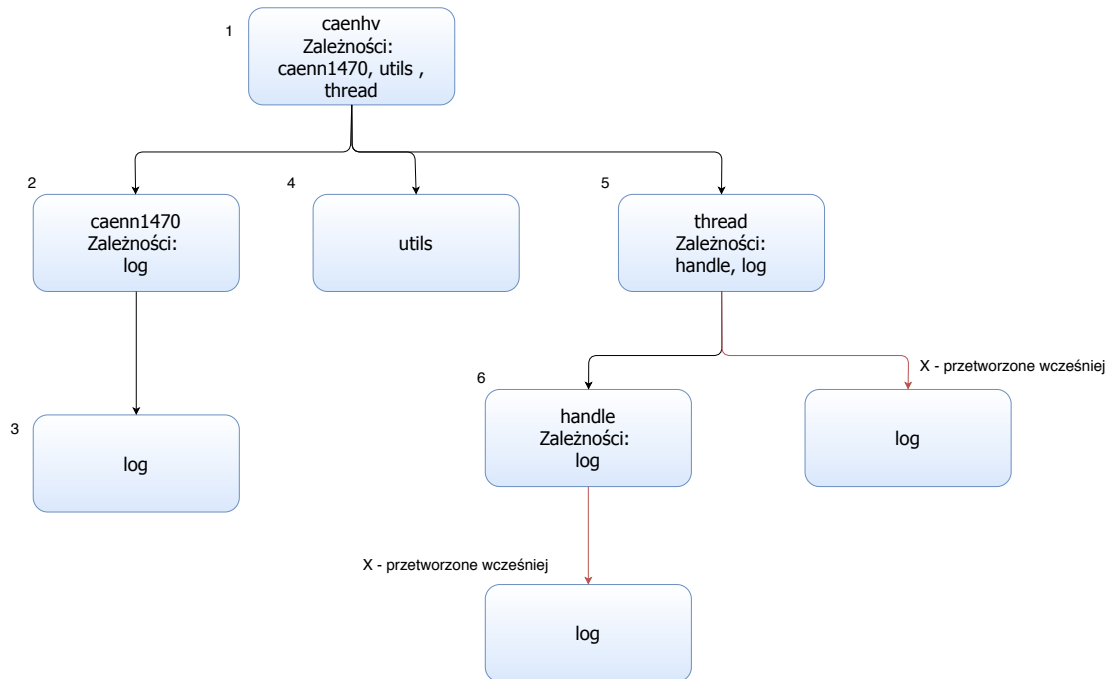 1
caenhv
Zależności:
caenn1470, utils ,
thread
2
caenn1470
Zależności:
log
4
utils
5
thread
Zależności:
handle, log
X - przetworzone wcześniej
6
handle
Zależności:
log
log
3
log
X - przetworzone wcześniej
log